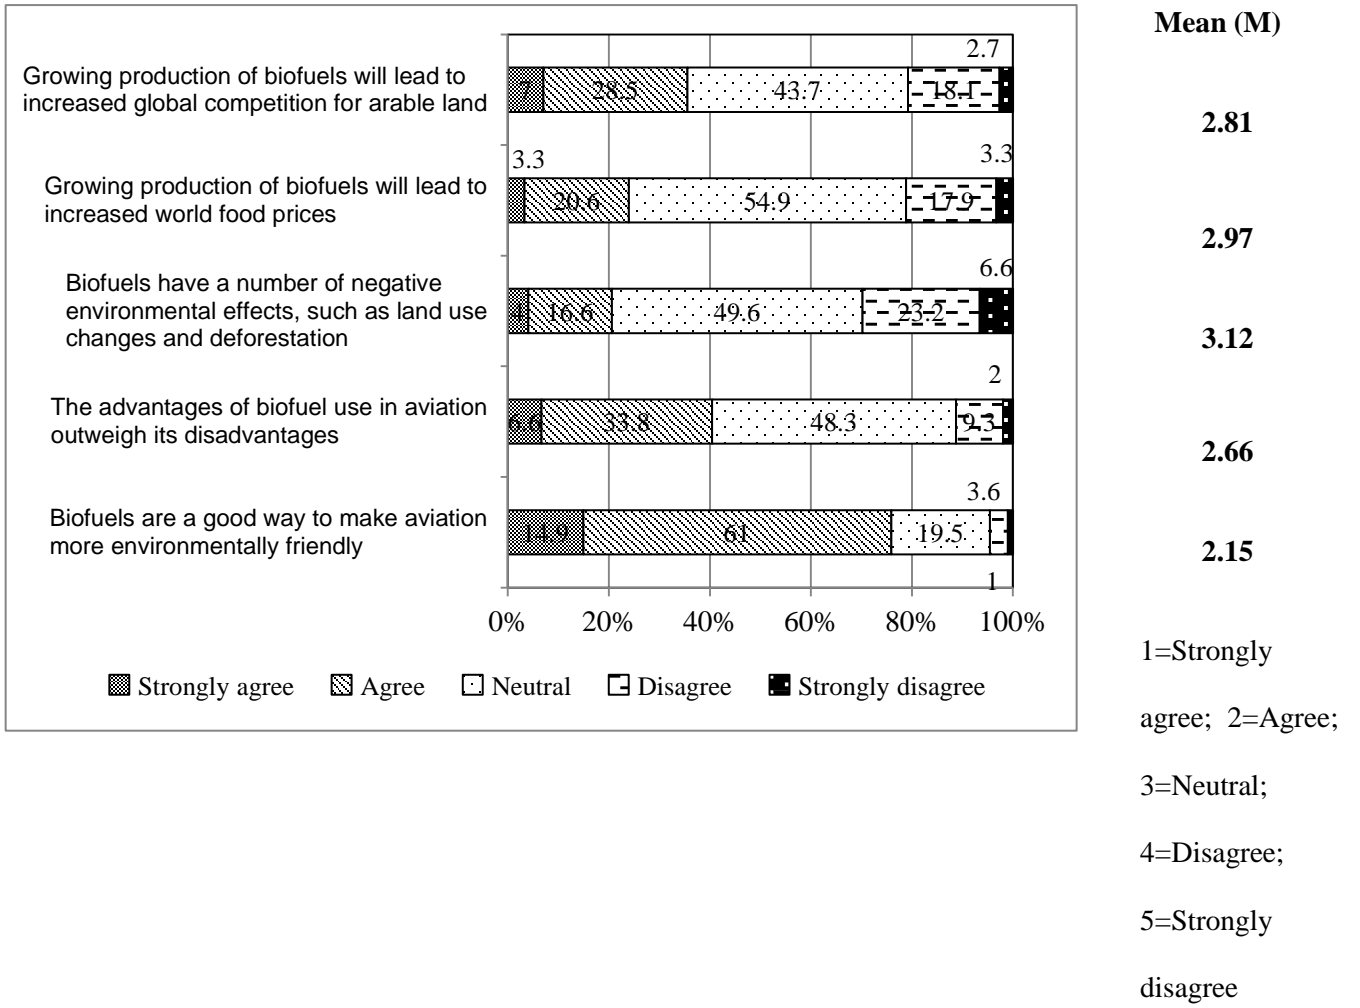 Mean (M)
2.7
Growing production of biofuels will lead to
increased global competition for arable land
7 28.5 43.7 18.1
2.81
3.3 3.3
Growing production of biofuels will lead to
increased world food prices
20.6 54.9 17.9
2.97
6.6
Biofuels have a number of negative
environmental effects, such as land use
changes and deforestation
4 16.6 49.6 23.2
3.12
2
The advantages of biofuel use in aviation
outweigh its disadvantages
6.6 33.8 48.3 9.3
2.66
3.6
Biofuels are a good way to make aviation
more environmentally friendly
14.9 61 19.5
2.15
1
0% 20% 40% 60% 80% 100%
Strongly agree Agree Neutral Disagree Strongly disagree
1=Strongly
agree; 2=Agree;
3=Neutral;
4=Disagree;
5=Strongly
disagree